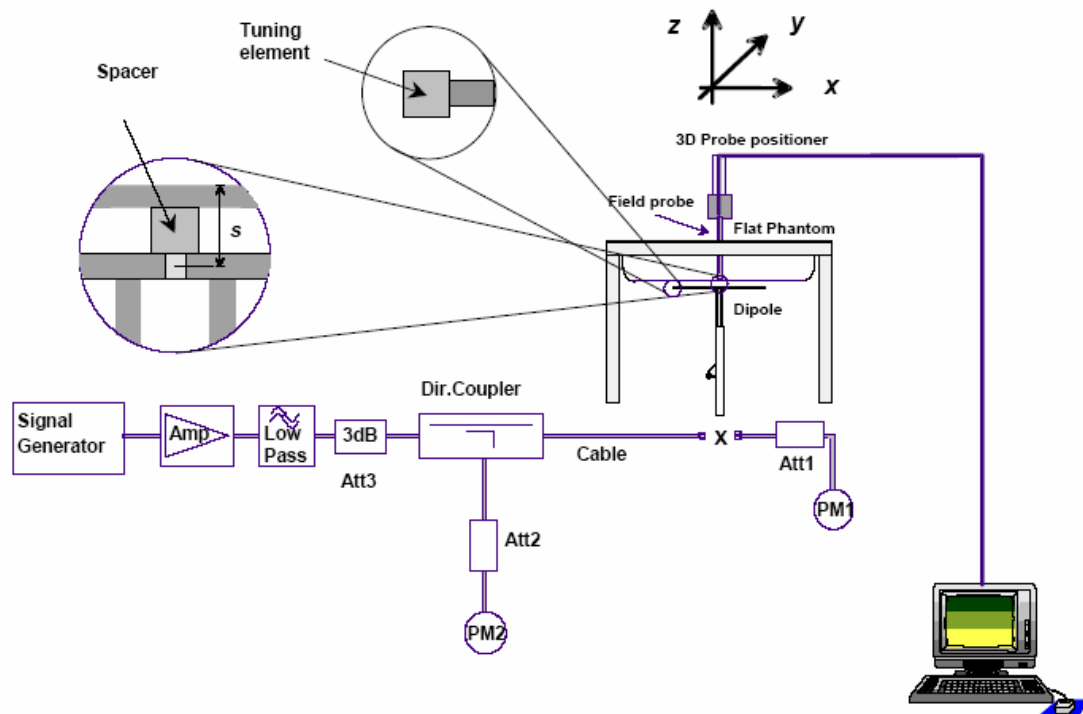 Tuning
element
Spacer
z
y
x
3D Probe positioner
Field probe
Flat Phantom
s
Dipole
Dir.Coupler
Signal
Generator
Amp
Low
Pass
3dB
Att3
Cable
X
Att1
PM1
Att2
PM2